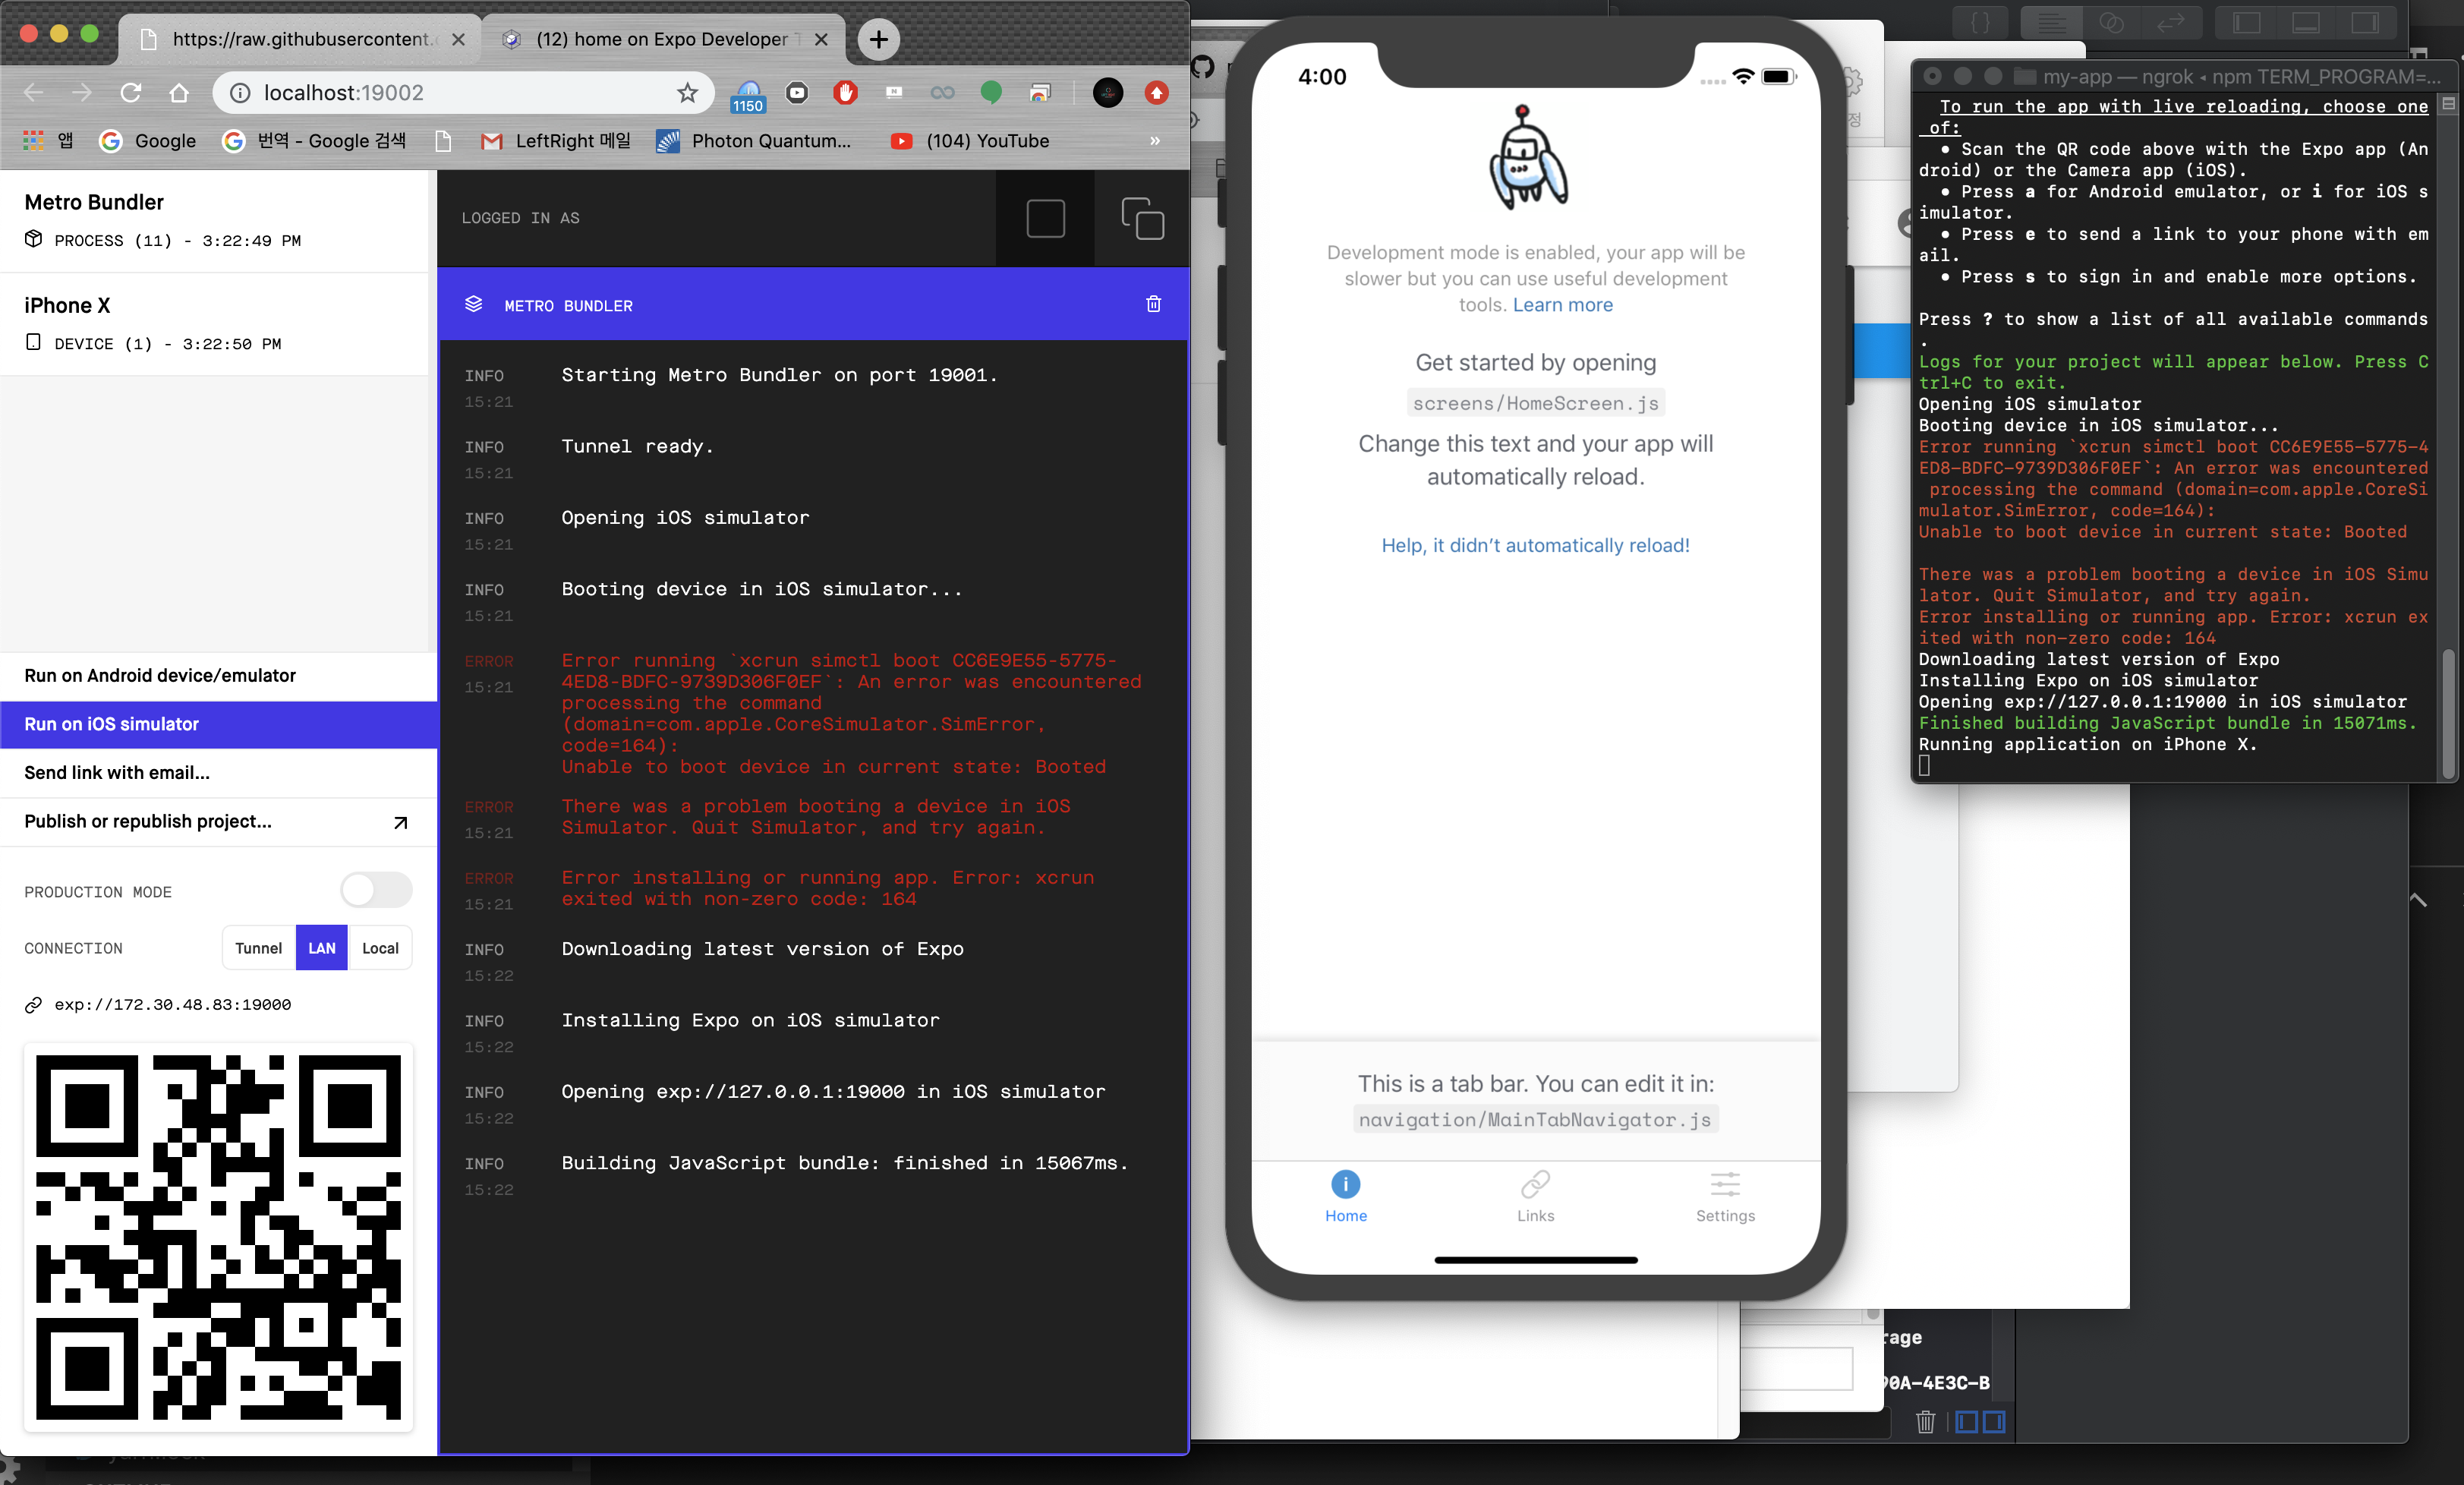 https://raw.githubusercontent.c
(12) home on Expo Developer T
localhost:19002
1150
앱
Google
번역 - Google 검색
LeftRight 메일
Photon Quantum...
(104) YouTube
»
Metro Bundler
PROCESS (11) - 3:22:49 PM
iPhone X
DEVICE (1) - 3:22:50 PM
Run on Android device/emulator
Run on iOS simulator
Send link with email...
Publish or republish project...
PRODUCTION MODE
CONNECTION
Tunnel
LAN
Local
exp://172.30.48.83:19000
LOGGED IN AS
METRO BUNDLER
INFO
Starting Metro Bundler on port 19001.
15:21
INFO
Tunnel ready.
15:21
INFO
Opening iOS simulator
15:21
INFO
Booting device in iOS simulator...
15:21
ERROR
Error running `xcrun simctl boot CC6E9E55-5775-
15:21
4ED8-BDFC-9739D306F0EF`: An error was encountered
processing the command
(domain=com.apple.CoreSimulator.SimError,
code=164):
Unable to boot device in current state: Booted
ERROR
There was a problem booting a device in iOS
15:21
Simulator. Quit Simulator, and try again.
ERROR
Error installing or running app. Error: xcrun
15:21
exited with non-zero code: 164
INFO
Downloading latest version of Expo
15:22
INFO
Installing Expo on iOS simulator
15:22
INFO
Opening exp://127.0.0.1:19000 in iOS simulator
15:22
INFO
Building JavaScript bundle: finished in 15067ms.
15:22
4:00
Development mode is enabled, your app will be
slower but you can use useful development
tools. Learn more
Get started by opening
screens/HomeScreen.js
Change this text and your app will
automatically reload.
Help, it didn’t automatically reload!
This is a tab bar. You can edit it in:
navigation/MainTabNavigator.js
Home
Links
Settings
my-app — ngrok ◂ npm TERM_PROGRAM=...
To run the app with live reloading, choose one
of:
• Scan the QR code above with the Expo app (An
droid) or the Camera app (iOS).
• Press a for Android emulator, or i for iOS s
imulator.
• Press e to send a link to your phone with em
ail.
• Press s to sign in and enable more options.
Press ? to show a list of all available commands
.
Logs for your project will appear below. Press C
trl+C to exit.
Opening iOS simulator
Booting device in iOS simulator...
Error running `xcrun simctl boot CC6E9E55-5775-4
ED8-BDFC-9739D306F0EF`: An error was encountered
processing the command (domain=com.apple.CoreSi
mulator.SimError, code=164):
Unable to boot device in current state: Booted
There was a problem booting a device in iOS Simu
lator. Quit Simulator, and try again.
Error installing or running app. Error: xcrun ex
ited with non-zero code: 164
Downloading latest version of Expo
Installing Expo on iOS simulator
Opening exp://127.0.0.1:19000 in iOS simulator
Finished building JavaScript bundle in 15071ms.
Running application on iPhone X.
정
rage
90A-4E3C-B